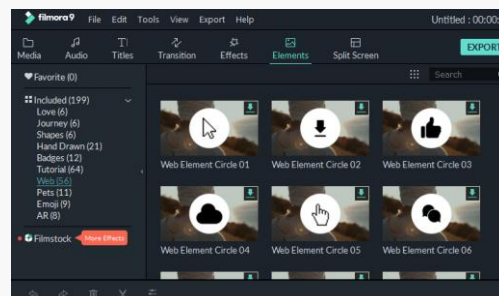 filmora9 File Edit Tools View Export Help Untitled : 00:00:
Media Audio Titles Transition Effects Elements Split Screen EXPORT
Favorite (0) Search
Included (199)
Love (6)
Journey (6)
Shapes (6)
Hand Drawn (21)
Badges (12)
Tutorial (64)
Web (56)
Pets (11)
Emoji (9)
AR (8)
Filmstock More Effects
Web Element Circle 01 Web Element Circle 02 Web Element Circle 03
Web Element Circle 04 Web Element Circle 05 Web Element Circle 06